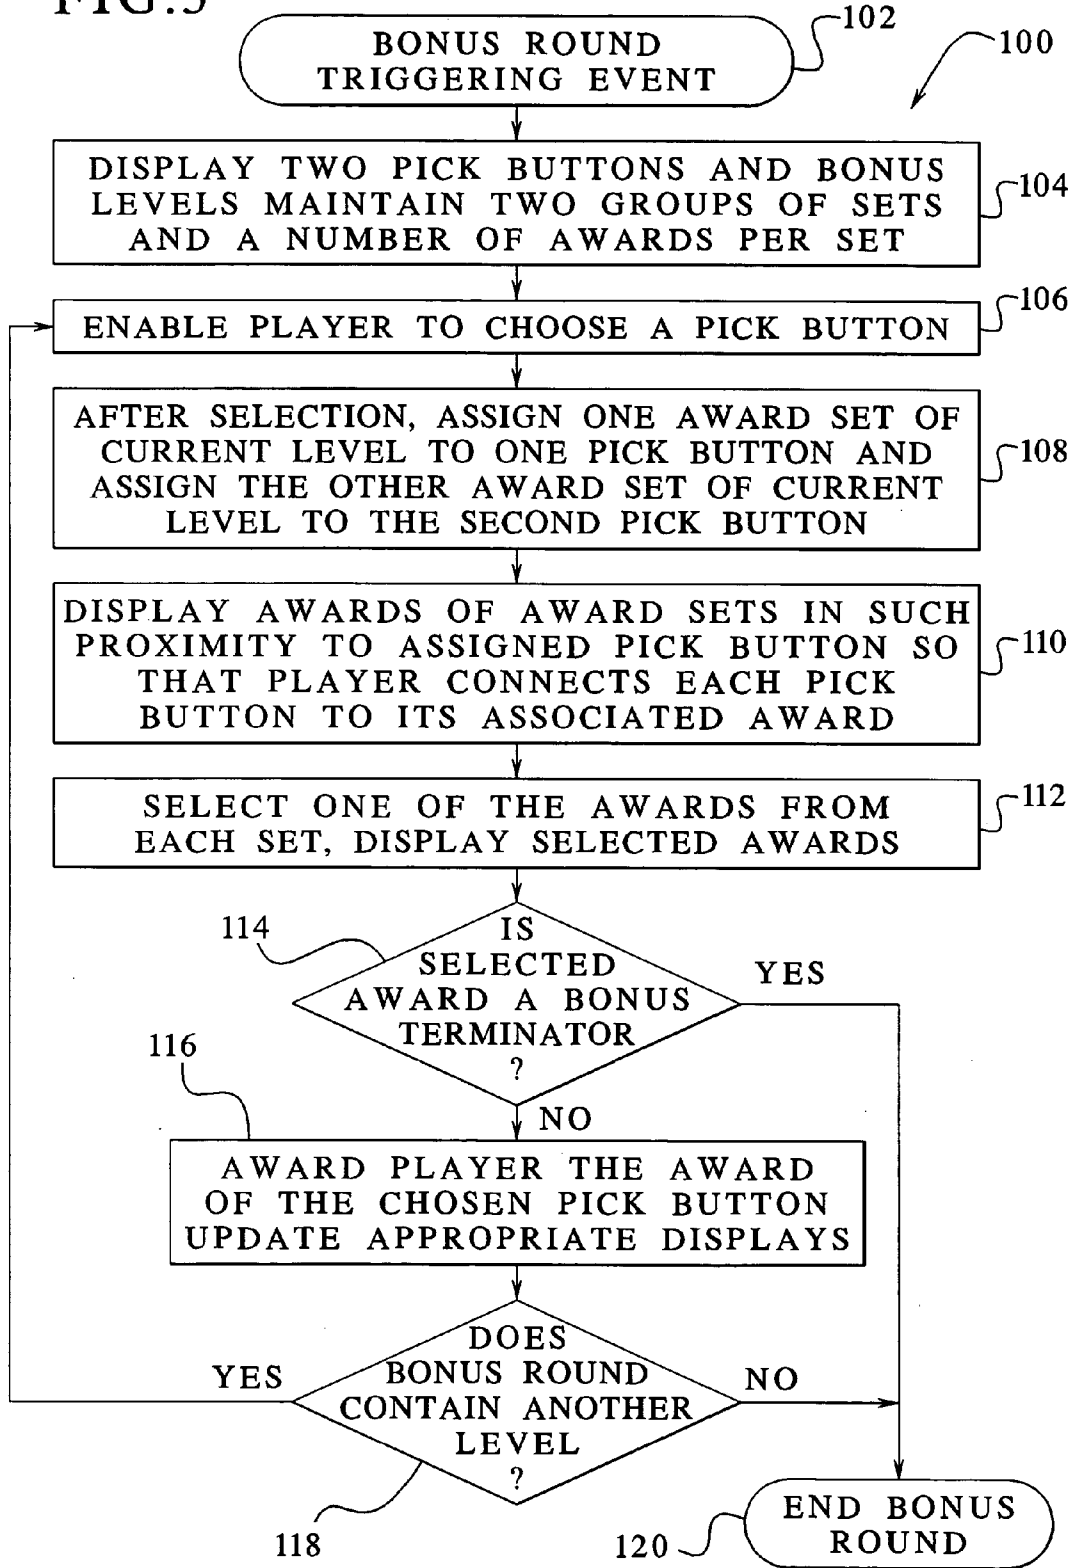 FIG.3
102
BONUS ROUND
TRIGGERING EVENT
100
DISPLAY TWO PICK BUTTONS AND BONUS
LEVELS MAINTAIN TWO GROUPS OF SETS
AND A NUMBER OF AWARDS PER SET
104
106
ENABLE PLAYER TO CHOOSE A PICK BUTTON
AFTER SELECTION, ASSIGN ONE AWARD SET OF
CURRENT LEVEL TO ONE PICK BUTTON AND
ASSIGN THE OTHER AWARD SET OF CURRENT
LEVEL TO THE SECOND PICK BUTTON
108
DISPLAY AWARDS OF AWARD SETS IN SUCH
PROXIMITY TO ASSIGNED PICK BUTTON SO
THAT PLAYER CONNECTS EACH PICK
BUTTON TO ITS ASSOCIATED AWARD
110
SELECT ONE OF THE AWARDS FROM
EACH SET, DISPLAY SELECTED AWARDS
112
114
IS
SELECTED
AWARD A BONUS
TERMINATOR
?
YES
116
NO
AWARD PLAYER THE AWARD
OF THE CHOSEN PICK BUTTON
UPDATE APPROPRIATE DISPLAYS
DOES
BONUS ROUND
CONTAIN ANOTHER
LEVEL
?
YES
NO
118
120
END BONUS
ROUND